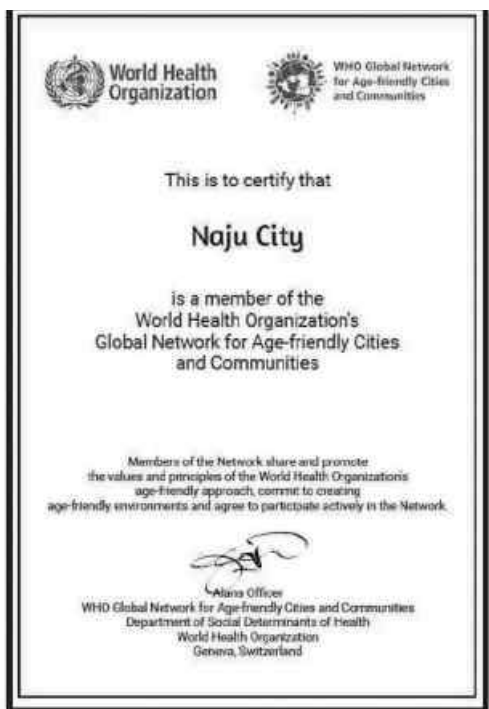 World Health
Organization
WHO Global Network
for Age-friendly Cities
and Communities
This is to certify that
Naju City
is a member of the
World Health Organization's
Global Network for Age-friendly Cities
and Communities
Members of the Network share and promote
the values and principles of the World Health Organization's
age-friendly approach, commit to creating
age-friendly environments and agree to participate actively in the Network.
Alana Officer
WHO Global Network for Age-friendly Cities and Communities
Department of Social Determinants of Health
World Health Organization
Geneva, Switzerland